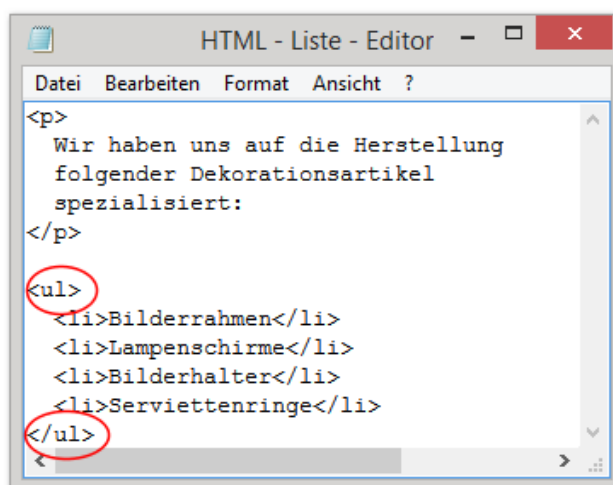 HTML - Liste - Editor
Datei Bearbeiten Format Ansicht ?
<p>
Wir haben uns auf die Herstellung
folgender Dekorationsartikel
spezialisiert:
</p>
<ul>
<li>Bilderrahmen</li>
<li>Lampenschirme</li>
<li>Bilderhalter</li>
<li>Serviettenringe</li>
</ul>